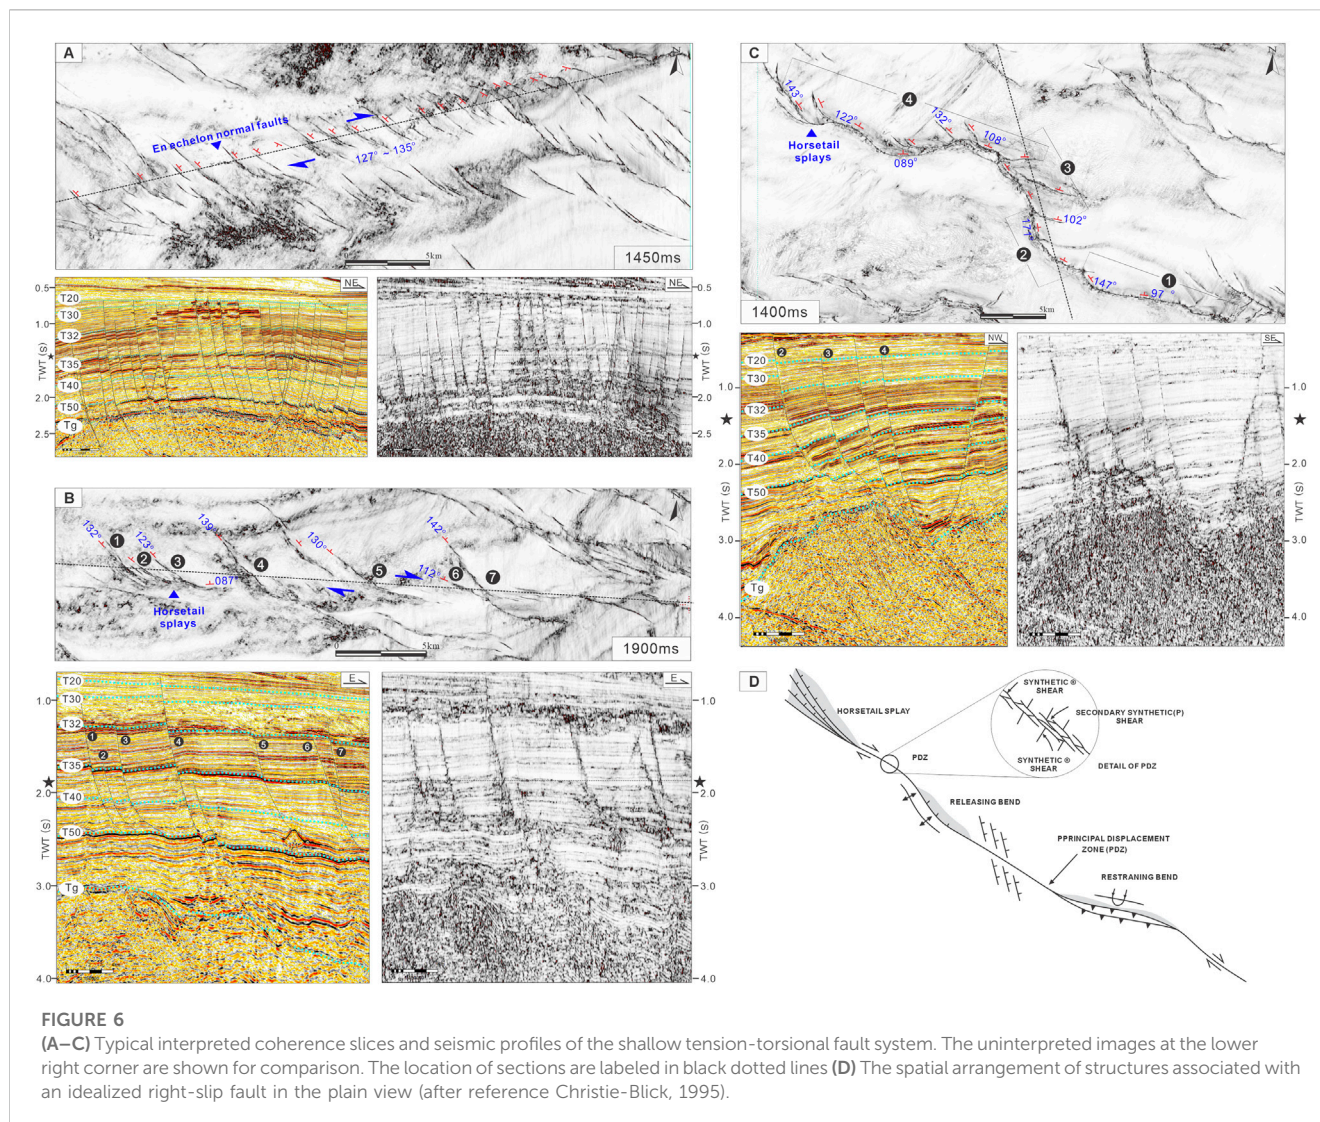 A
N
En echelon normal faults
127° ~ 135°
0
5km
1450ms
NE
NE
0.5
1.0
TWT (S)
2.0
2.5
T20
T30
T32
T35
T40
T50
Tg
0.5
1.0
TWT (S)
2.0
2.5
B
132°
1
123°
2
3
139°
4
130°
5
142°
112°
6
7
087°
Horsetail
splays
0
5km
1900ms
E
E
T20
T30
T32
T35
T40
T50
Tg
1
2
3
4
5
6
7
1.0
2.0
TWT (S)
3.0
4.0
1.0
2.0
TWT (S)
3.0
4.0
C
N
143°
122°
4
132°
108°
089°
3
102°
171°
2
147°
97°
1
Horsetail
splays
5km
1400ms
NW
SE
2
3
4
T20
T30
T32
T35
T40
T50
Tg
1.0
2.0
TWT (S)
3.0
4.0
1.0
2.0
TWT (S)
3.0
4.0
D
HORSETAIL SPLAY
PDZ
SYNTHETIC ®
SHEAR
SECONDARY SYNTHETIC(P)
SHEAR
SYNTHETIC ®
SHEAR
DETAIL OF PDZ
RELEASING BEND
PPRINCIPAL DISPLACEMENT
ZONE (PDZ)
RESTRANING BEND
FIGURE 6
(A–C) Typical interpreted coherence slices and seismic profiles of the shallow tension-torsional fault system. The uninterpreted images at the lower
right corner are shown for comparison. The location of sections are labeled in black dotted lines (D) The spatial arrangement of structures associated with
an idealized right-slip fault in the plain view (after reference Christie-Blick, 1995).